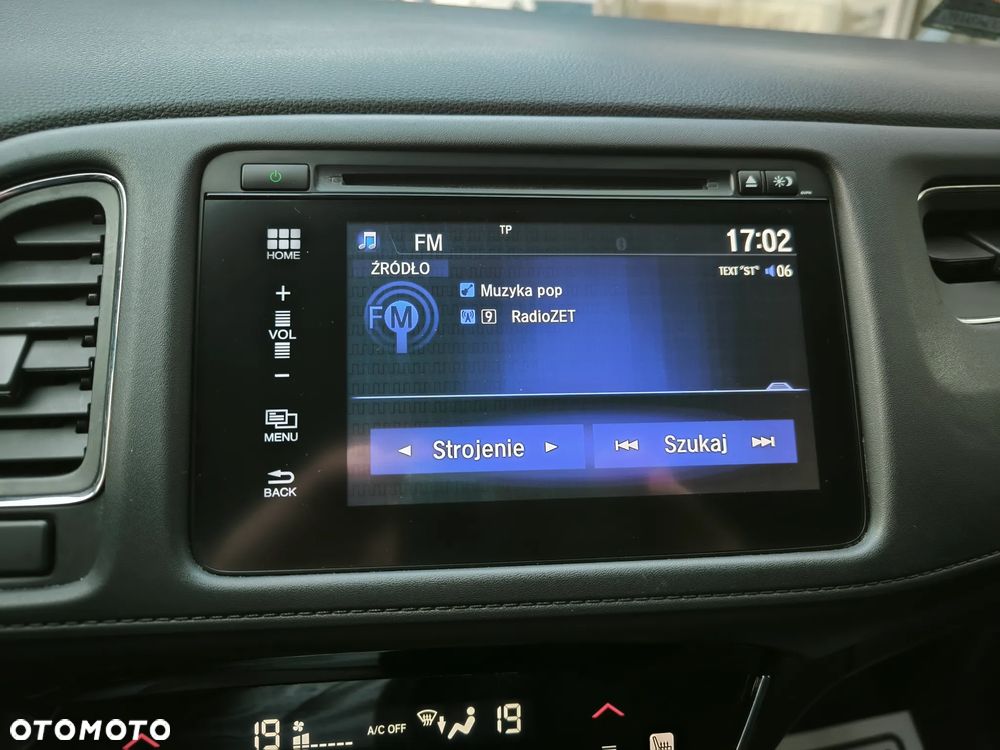 HOME
+
VOL
−
MENU
BACK
FM TP 17:02
ŹRÓDŁO TEXT "ST" 06
FM
Muzyka pop
9 RadioZET
Strojenie Szukaj
19 A/C OFF 19
OTOMOTO